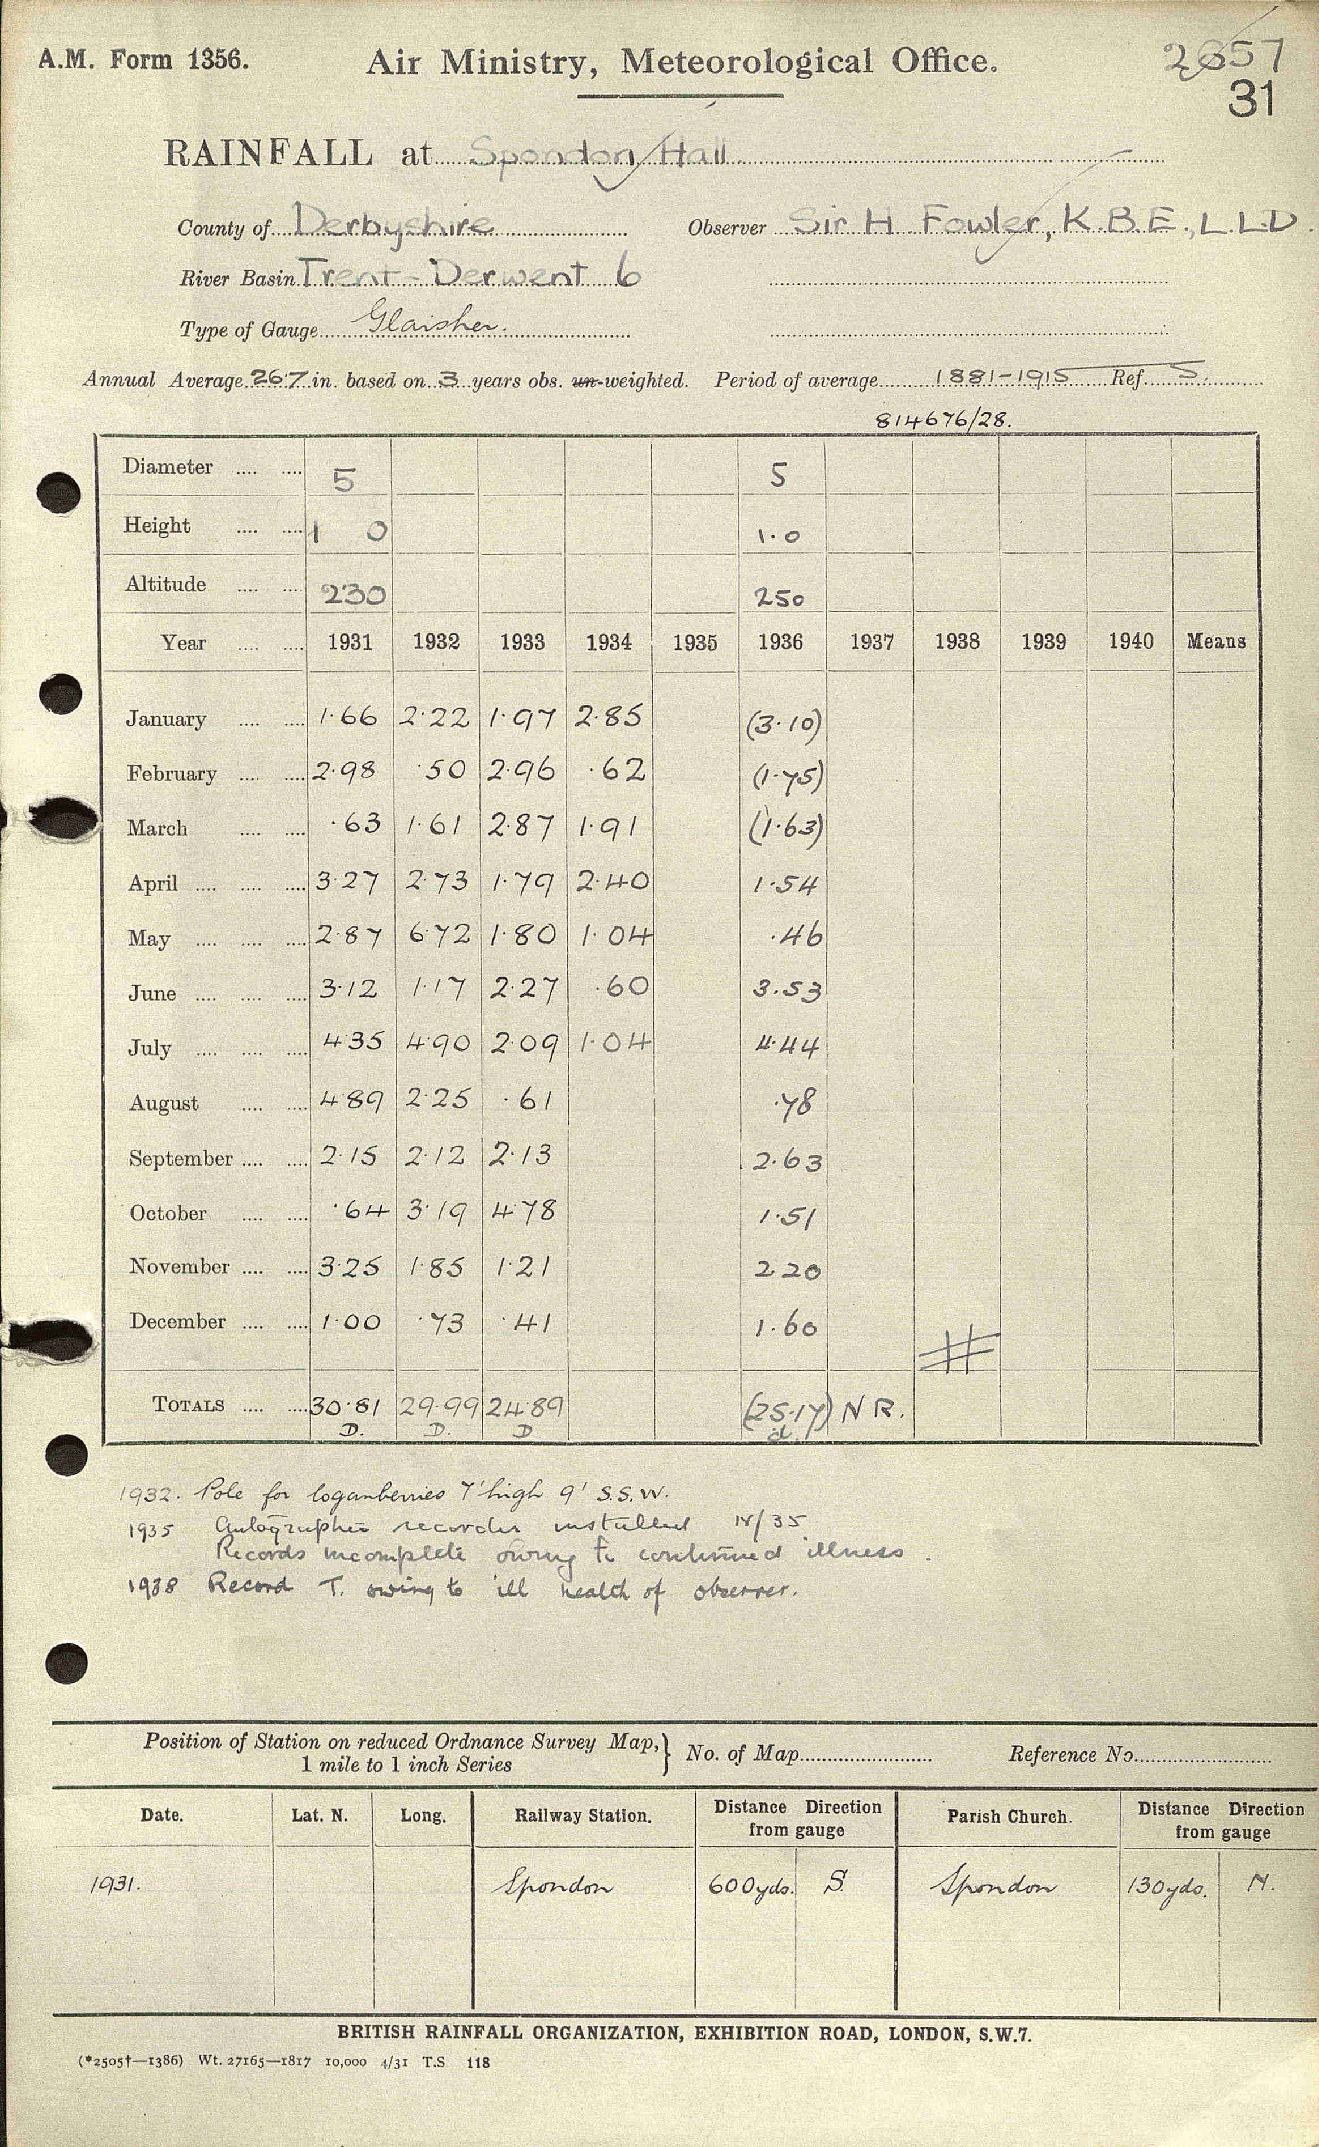 A.M. Form 1356. Air Ministry, Meteorological Office. 2657
31
RAINFALL at Spondon Hall
County of Derbyshire Observer Sir H Fowler, K.B.E., L.L.D.
River Basin Trent - Derwent 6
Type of Gauge Glaisher.
Annual Average 26.7 in. based on 3 years obs. un-weighted. Period of average 1881-1915 Ref. S.
814676/28.
Diameter .... .... 5 5
Height .... .... 1 0 1.0
Altitude .... .... 230 250
Year .... .... 1931 1932 1933 1934 1935 1936 1937 1938 1939 1940 Means
January .... .... 1.66 2.22 1.97 2.85 (3.10)
February .... .... 2.98 .50 2.96 .62 (1.75)
March .... .... .63 1.61 2.87 1.91 (1.63)
April .... .... .... 3.27 2.73 1.79 2.40 1.54
May .... .... .... 2.87 6.72 1.80 1.04 .46
June .... .... .... 3.12 1.17 2.27 .60 3.53
July .... .... .... 4.35 4.90 2.09 1.04 4.44
August .... .... 4.89 2.25 .61 .78
September .... .... 2.15 2.12 2.13 2.63
October .... .... .64 3.19 4.78 1.51
November .... .... 3.25 1.85 1.21 2.20
December .... .... 1.00 .73 .41 1.60
TOTALS .... .... 30.81 29.99 24.89 (25.17) N R.
D. D. D d.
1932. Pole for loganberries 7' high 9' S.S.W.
1935 Autographic recorder installed /35
Records incomplete owing to continued illness.
1938 Record T. owing to ill health of observer.
Position of Station on reduced Ordnance Survey Map, No. of Map Reference No.
1 mile to 1 inch Series
Date. Lat. N. Long. Railway Station. Distance Direction from gauge Parish Church. Distance Direction from gauge
1931. Spondon 600yds. S. Spondon 130yds. N.
BRITISH RAINFALL ORGANIZATION, EXHIBITION ROAD, LONDON, S.W.7.
(*2505†—1386) Wt. 27165—1817 10,000 4/31 T.S 118